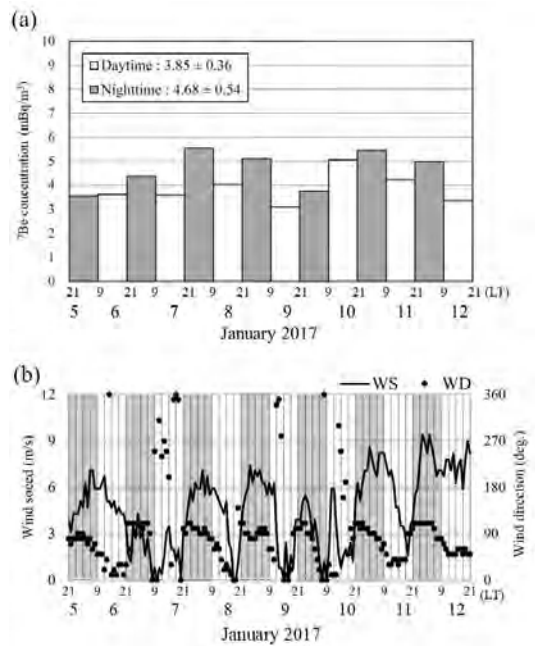 (a)
10
9
8
7
6
5
4
3
2
1
0
⁷Be coucentration (mBq/m³)
Daytime : 3.85 ± 0.36
Nighttime : 4.68 ± 0.54
21 9 21 9 21 9 21 9 21 9 21 9 21 9 21 (LT)
5 6 7 8 9 10 11 12
January 2017
(b)
WS WD
12
9
6
3
0
Wind soced (m/s)
360
270
180
90
0
Wind direction (deg.)
21 9 21 9 21 9 21 9 21 9 21 9 21 9 21
(LT)
5 6 7 8 9 10 11 12
January 2017